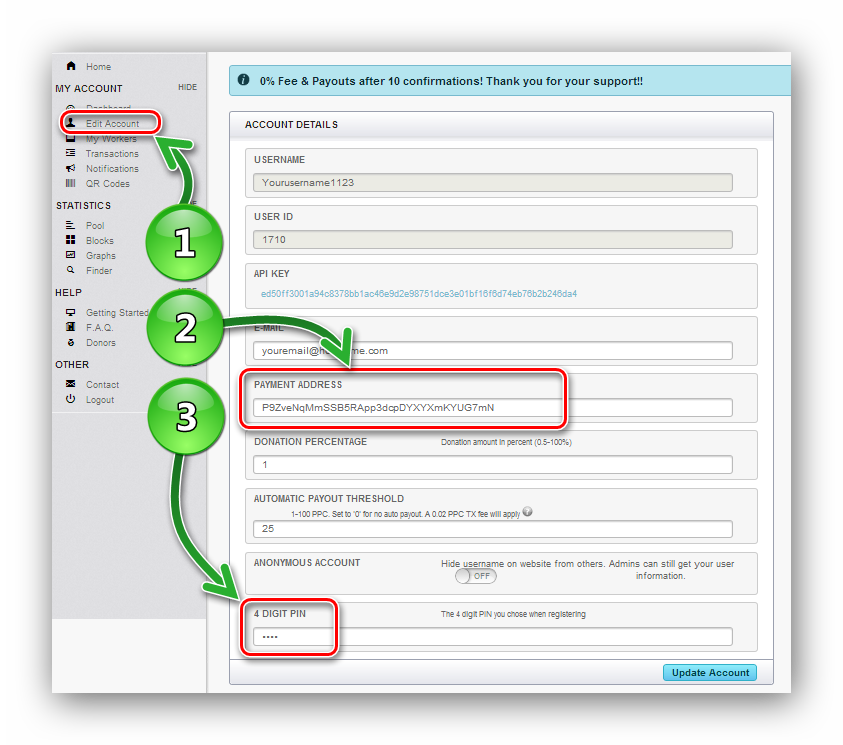 Home
MY ACCOUNT HIDE
Dashboard
Edit Account
My Workers
Transactions
Notifications
QR Codes
STATISTICS
Pool
Blocks
Graphs
Finder
HELP HIDE
Getting Started
F.A.Q.
Donors
OTHER
Contact
Logout
1
2
3
0% Fee & Payouts after 10 confirmations! Thank you for your support!!
ACCOUNT DETAILS
USERNAME
Yourusername1123
USER ID
1710
API KEY
ed50ff3001a94c8378bb1ac46e9d2e98751dce3e01bf16f6d74eb76b2b246da4
E-MAIL
.com
PAYMENT ADDRESS
P9ZveNqMmSSB5RApp3dcpDYXYXmKYUG7mN
DONATION PERCENTAGE Donation amount in percent (0.5-100%)
1
AUTOMATIC PAYOUT THRESHOLD
1-100 PPC. Set to '0' for no auto payout. A 0.02 PPC TX fee will apply
25
ANONYMOUS ACCOUNT Hide username on website from others. Admins can still get your user
OFF information.
4 DIGIT PIN The 4 digit PIN you chose when registering
••••
Update Account